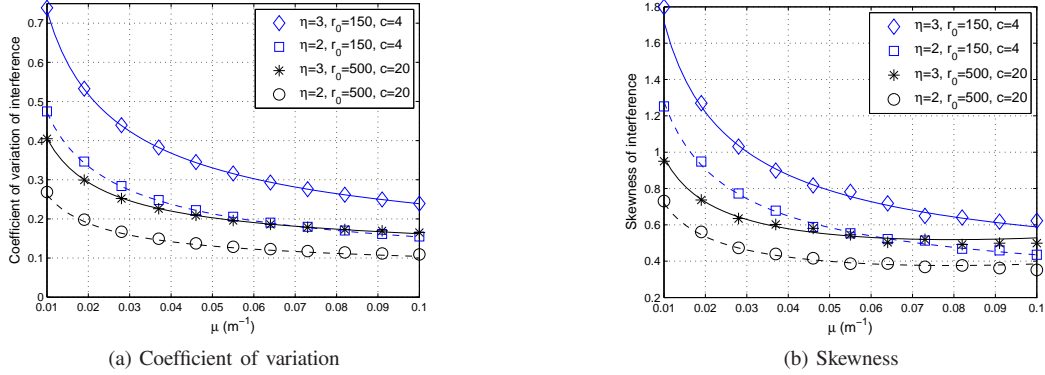 0.7
0.6
0.5
0.4
0.3
0.2
0.1
0
Coefficient of variation of interference
η=3, r₀=150, c=4
η=2, r₀=150, c=4
η=3, r₀=500, c=20
η=2, r₀=500, c=20
0.01 0.02 0.03 0.04 0.05 0.06 0.07 0.08 0.09 0.1
μ (m⁻¹)
(a) Coefficient of variation
1.8
1.6
1.4
1.2
1
0.8
0.6
0.4
0.2
Skewness of interference
η=3, r₀=150, c=4
η=2, r₀=150, c=4
η=3, r₀=500, c=20
η=2, r₀=500, c=20
0.01 0.02 0.03 0.04 0.05 0.06 0.07 0.08 0.09 0.1
μ (m⁻¹)
(b) Skewness